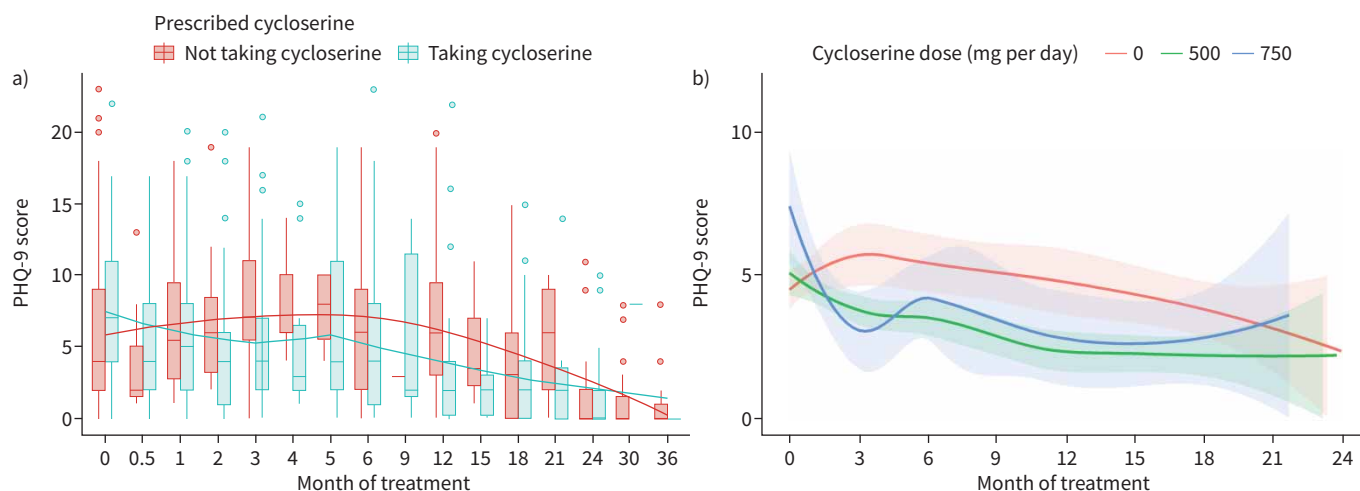 Prescribed cycloserine
Not taking cycloserine Taking cycloserine
a)
20
15
10
5
0
PHQ-9 score
0 0.5 1 2 3 4 5 6 9 12 15 18 21 24 30 36
Month of treatment
Cycloserine dose (mg per day) 0 500 750
b)
10
5
0
PHQ-9 score
0 3 6 9 12 15 18 21 24
Month of treatment